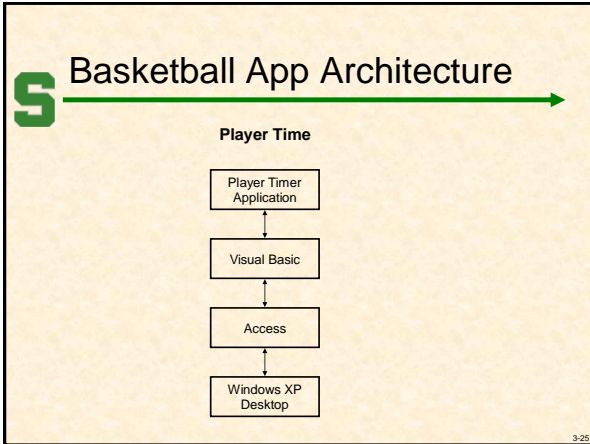 S
Basketball App Architecture
Player Time
Player Timer
Application
Visual Basic
Access
Windows XP
Desktop
3-25